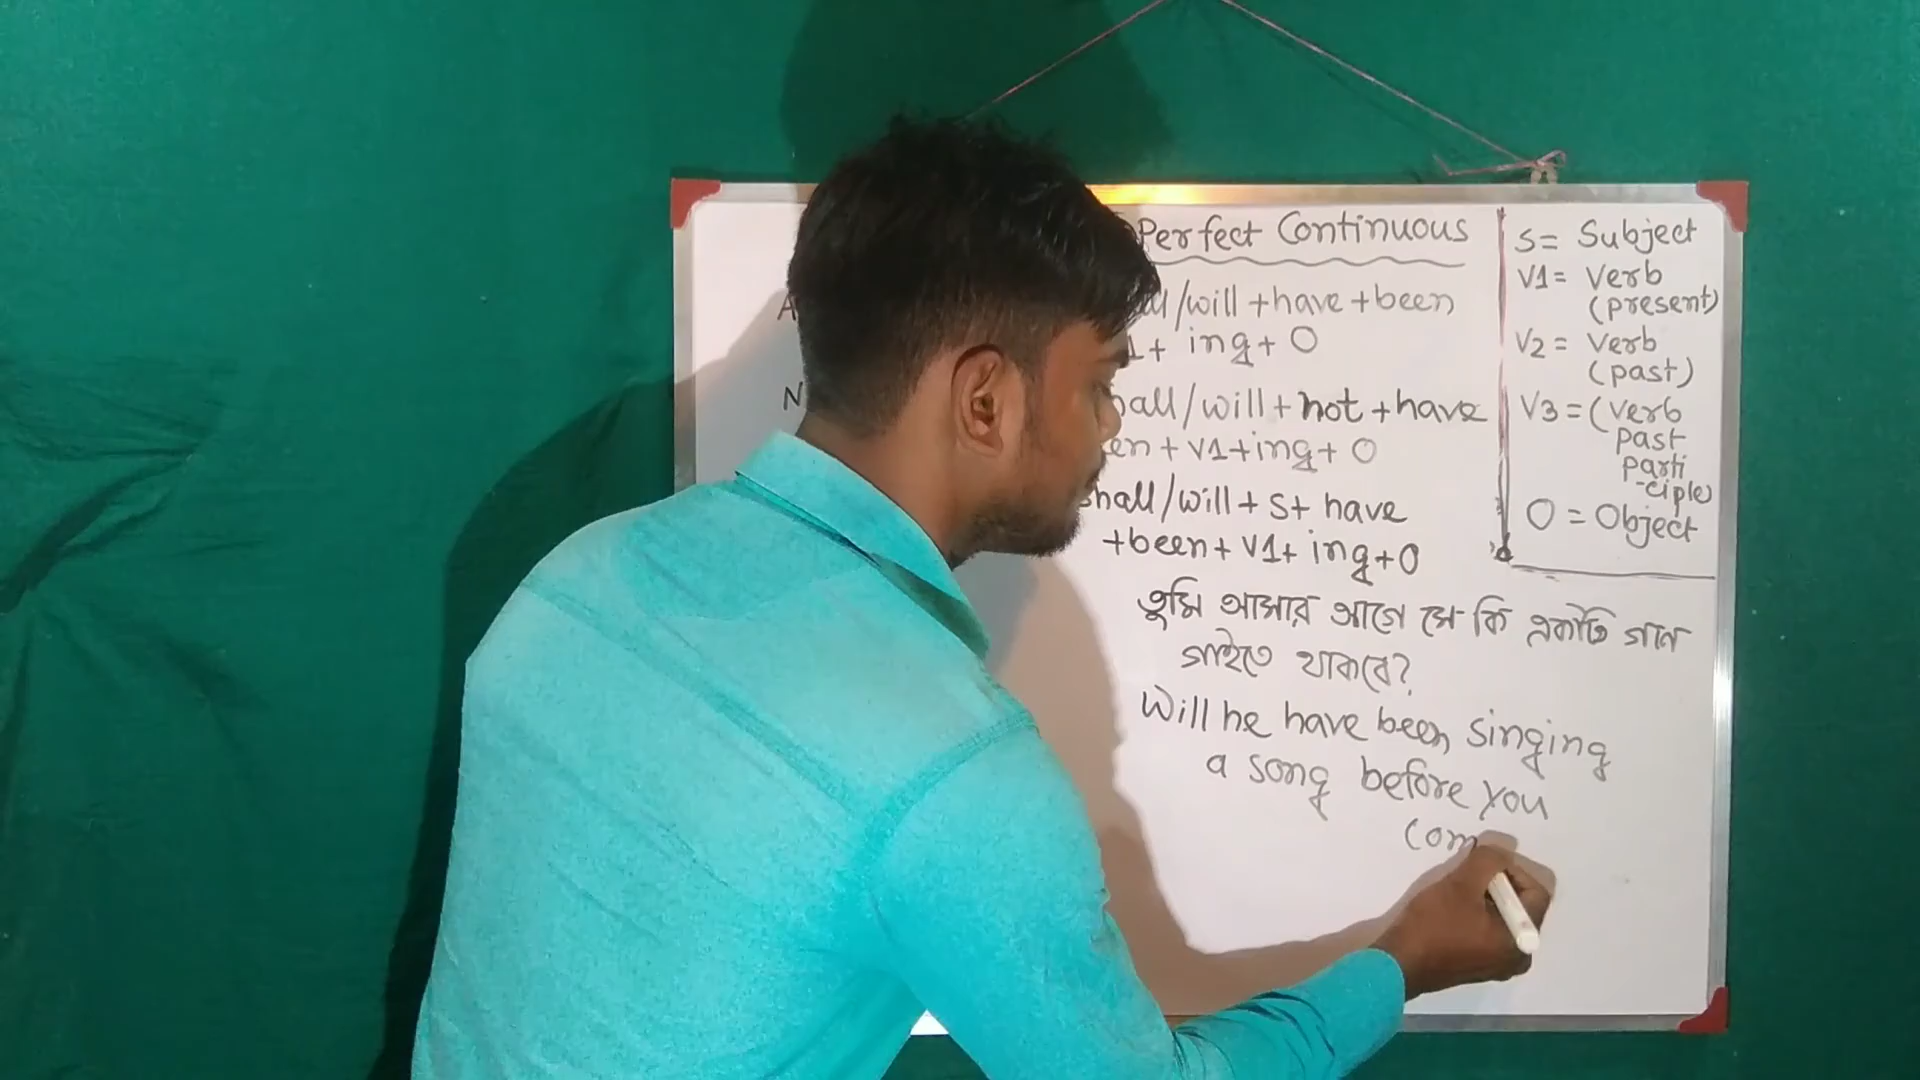 Perfect Continuous
/will +have +been
1+ ing+ O
N
hall/will + not +have
en + V1+ing+ O
shall/will + S+ have
+been+ V1+ ing+O
তুমি আসার আগে সে কি একটি গান
গাইতে থাকবে?
Will he have been singing
a song before you
com
S= Subject
V1= Verb
(present)
V2 = Verb
(past)
V3 =(Verb
past
parti
-ciple)
O = Object